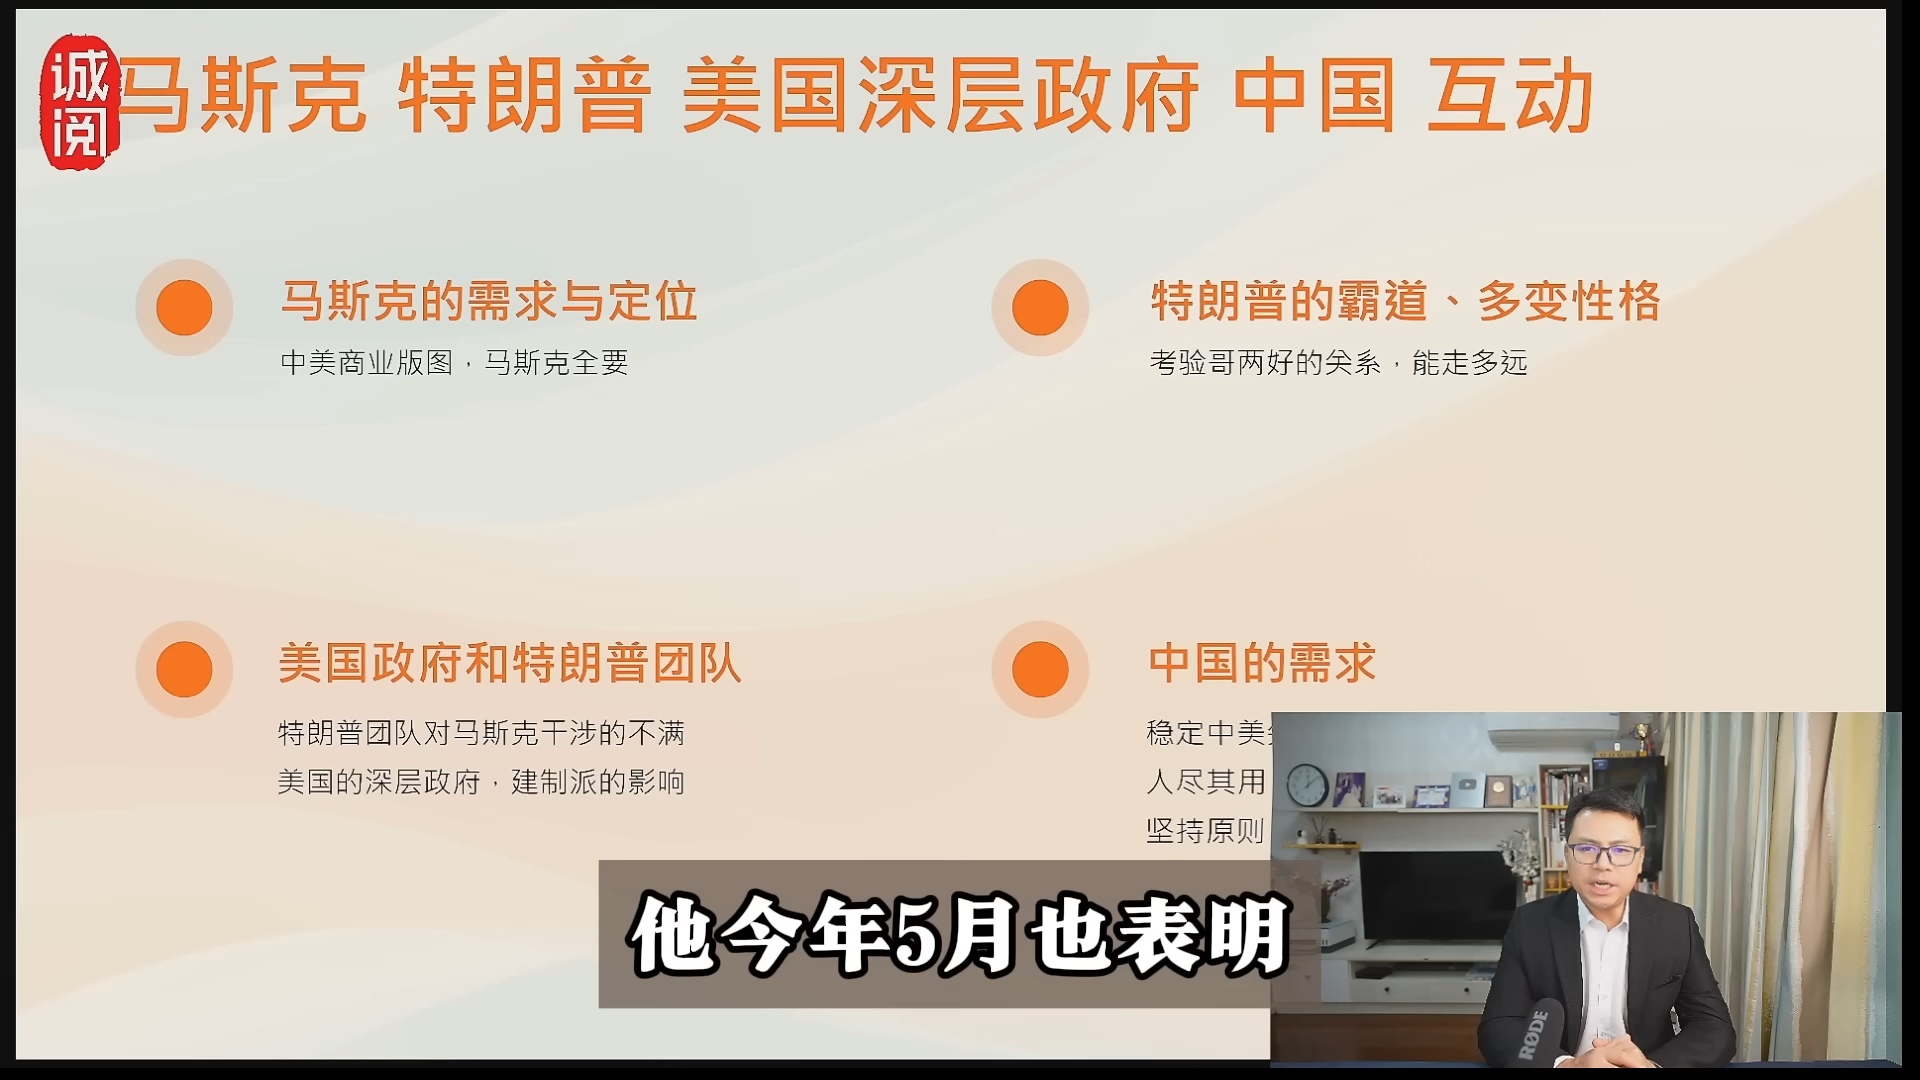 诚阅
马斯克 特朗普 美国深层政府 中国 互动
马斯克的需求与定位
中美商业版图，马斯克全要
特朗普的霸道、多变性格
考验哥两好的关系，能走多远
美国政府和特朗普团队
特朗普团队对马斯克干涉的不满
美国的深层政府，建制派的影响
中国的需求
稳定中美
人尽其用
坚持原则
他今年5月也表明
RØDE